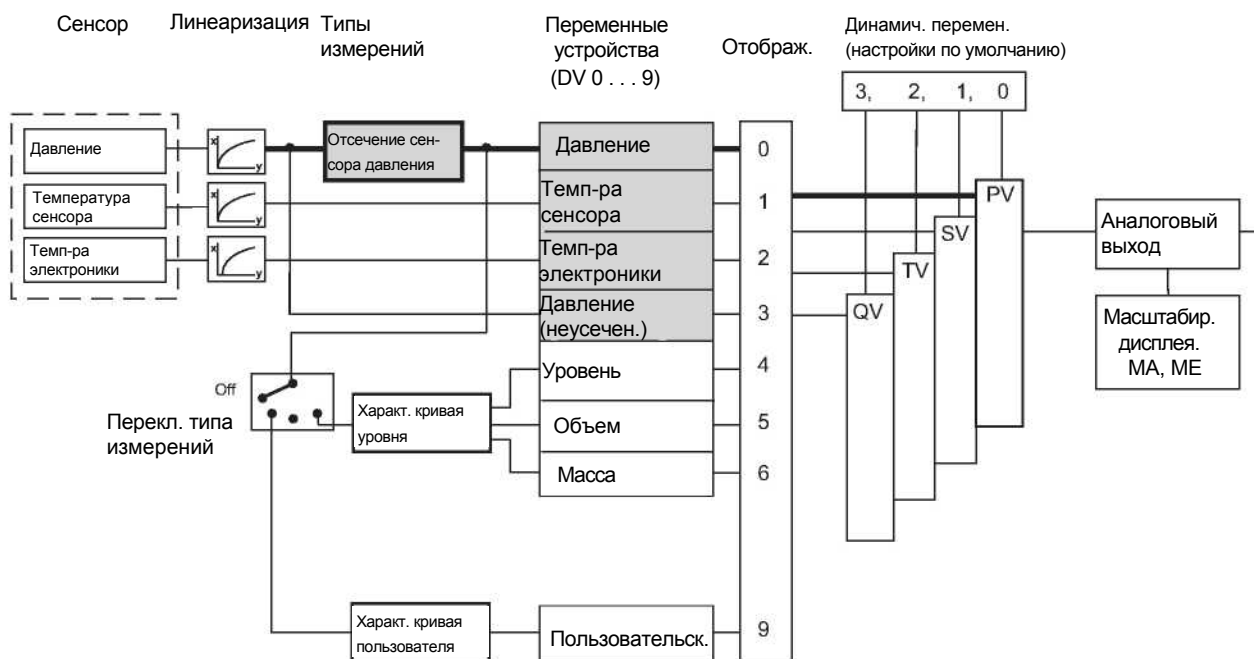 Сенсор
Линеаризация
Типы
измерений
Переменные
устройства
(DV 0 . . . 9)
Отображ.
Динамич. перемен.
(настройки по умолчанию)
3, 2, 1, 0
Давление
x
y
Отсечение сен-
сора давления
Давление
0
Температура
сенсора
x
y
Темп-ра
сенсора
1
Темп-ра
электроники
x
y
Темп-ра
электроники
2
Давление
(неусечен.)
3
PV
SV
TV
QV
Аналоговый
выход
Масштабир.
дисплея.
MA, ME
Off
Перекл. типа
измерений
Характ. кривая
уровня
Уровень
4
Объем
5
Масса
6
Характ. кривая
пользователя
Пользовательск.
9